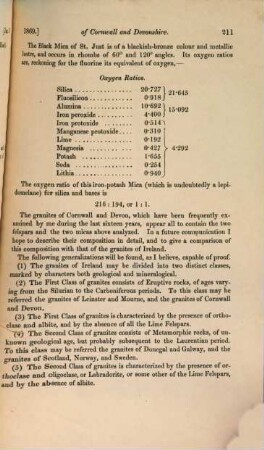 1869.] of Cornwall and Devonshire. 211
The Black Mica of St. Just is of a blackish-bronze colour and metallic
lustre, and occurs in rhombs of 60° and 120° angles. Its oxygen ratios
are, reckoning for the fluorine its equivalent of oxygen,—
Oxygen Ratios.
Silica 20·727
Fluosilicon 0·918
21·645
Alumina 10·692
Iron peroxide 4·400
15·092
Iron protoxide 0·514
Manganese protoxide 0·310
Lime 0·192
Magnesia 0·427
Potash 1·655
Soda 0·254
Lithia 0·940
4·292
The oxygen ratio of this iron-potash Mica (which is undoubtedly a lepi-
domelane) for silica and bases is
216 : 194, or 1 : 1.
The granites of Cornwall and Devon, which have been frequently ex-
amined by me during the last sixteen years, appear all to contain the two
felspars and the two micas above analyzed. In a future communication I
hope to describe their composition in detail, and to give a comparison of
this composition with that of the granites of Ireland.
The following generalizations will be found, as I believe, capable of proof.
(1) The granites of Ireland may be divided into two distinct classes,
marked by characters both geological and mineralogical.
(2) The First Class of granites consists of Eruptive rocks, of ages vary-
ing from the Silurian to the Carboniferous periods. To this class may be
referred the granites of Leinster and Mourne, and the granites of Cornwall
and Devon.
(3) The First Class of granites is characterized by the presence of ortho-
clase and albite, and by the absence of all the Lime Felspars.
(4) The Second Class of granites consists of Metamorphic rocks, of un-
known geological age, but probably subsequent to the Laurentian period.
To this class may be referred the granites of Donegal and Galway, and the
granites of Scotland, Norway, and Sweden.
(5) The Second Class of granite is characterized by the presence of or-
thoclase and oligoclase, or Labradorite, or some other of the Lime Felspars,
and by the absence of albite.